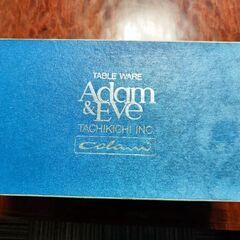 TABLE WARE
Adam
& EVE
TACHIKICHI INC.
Colani